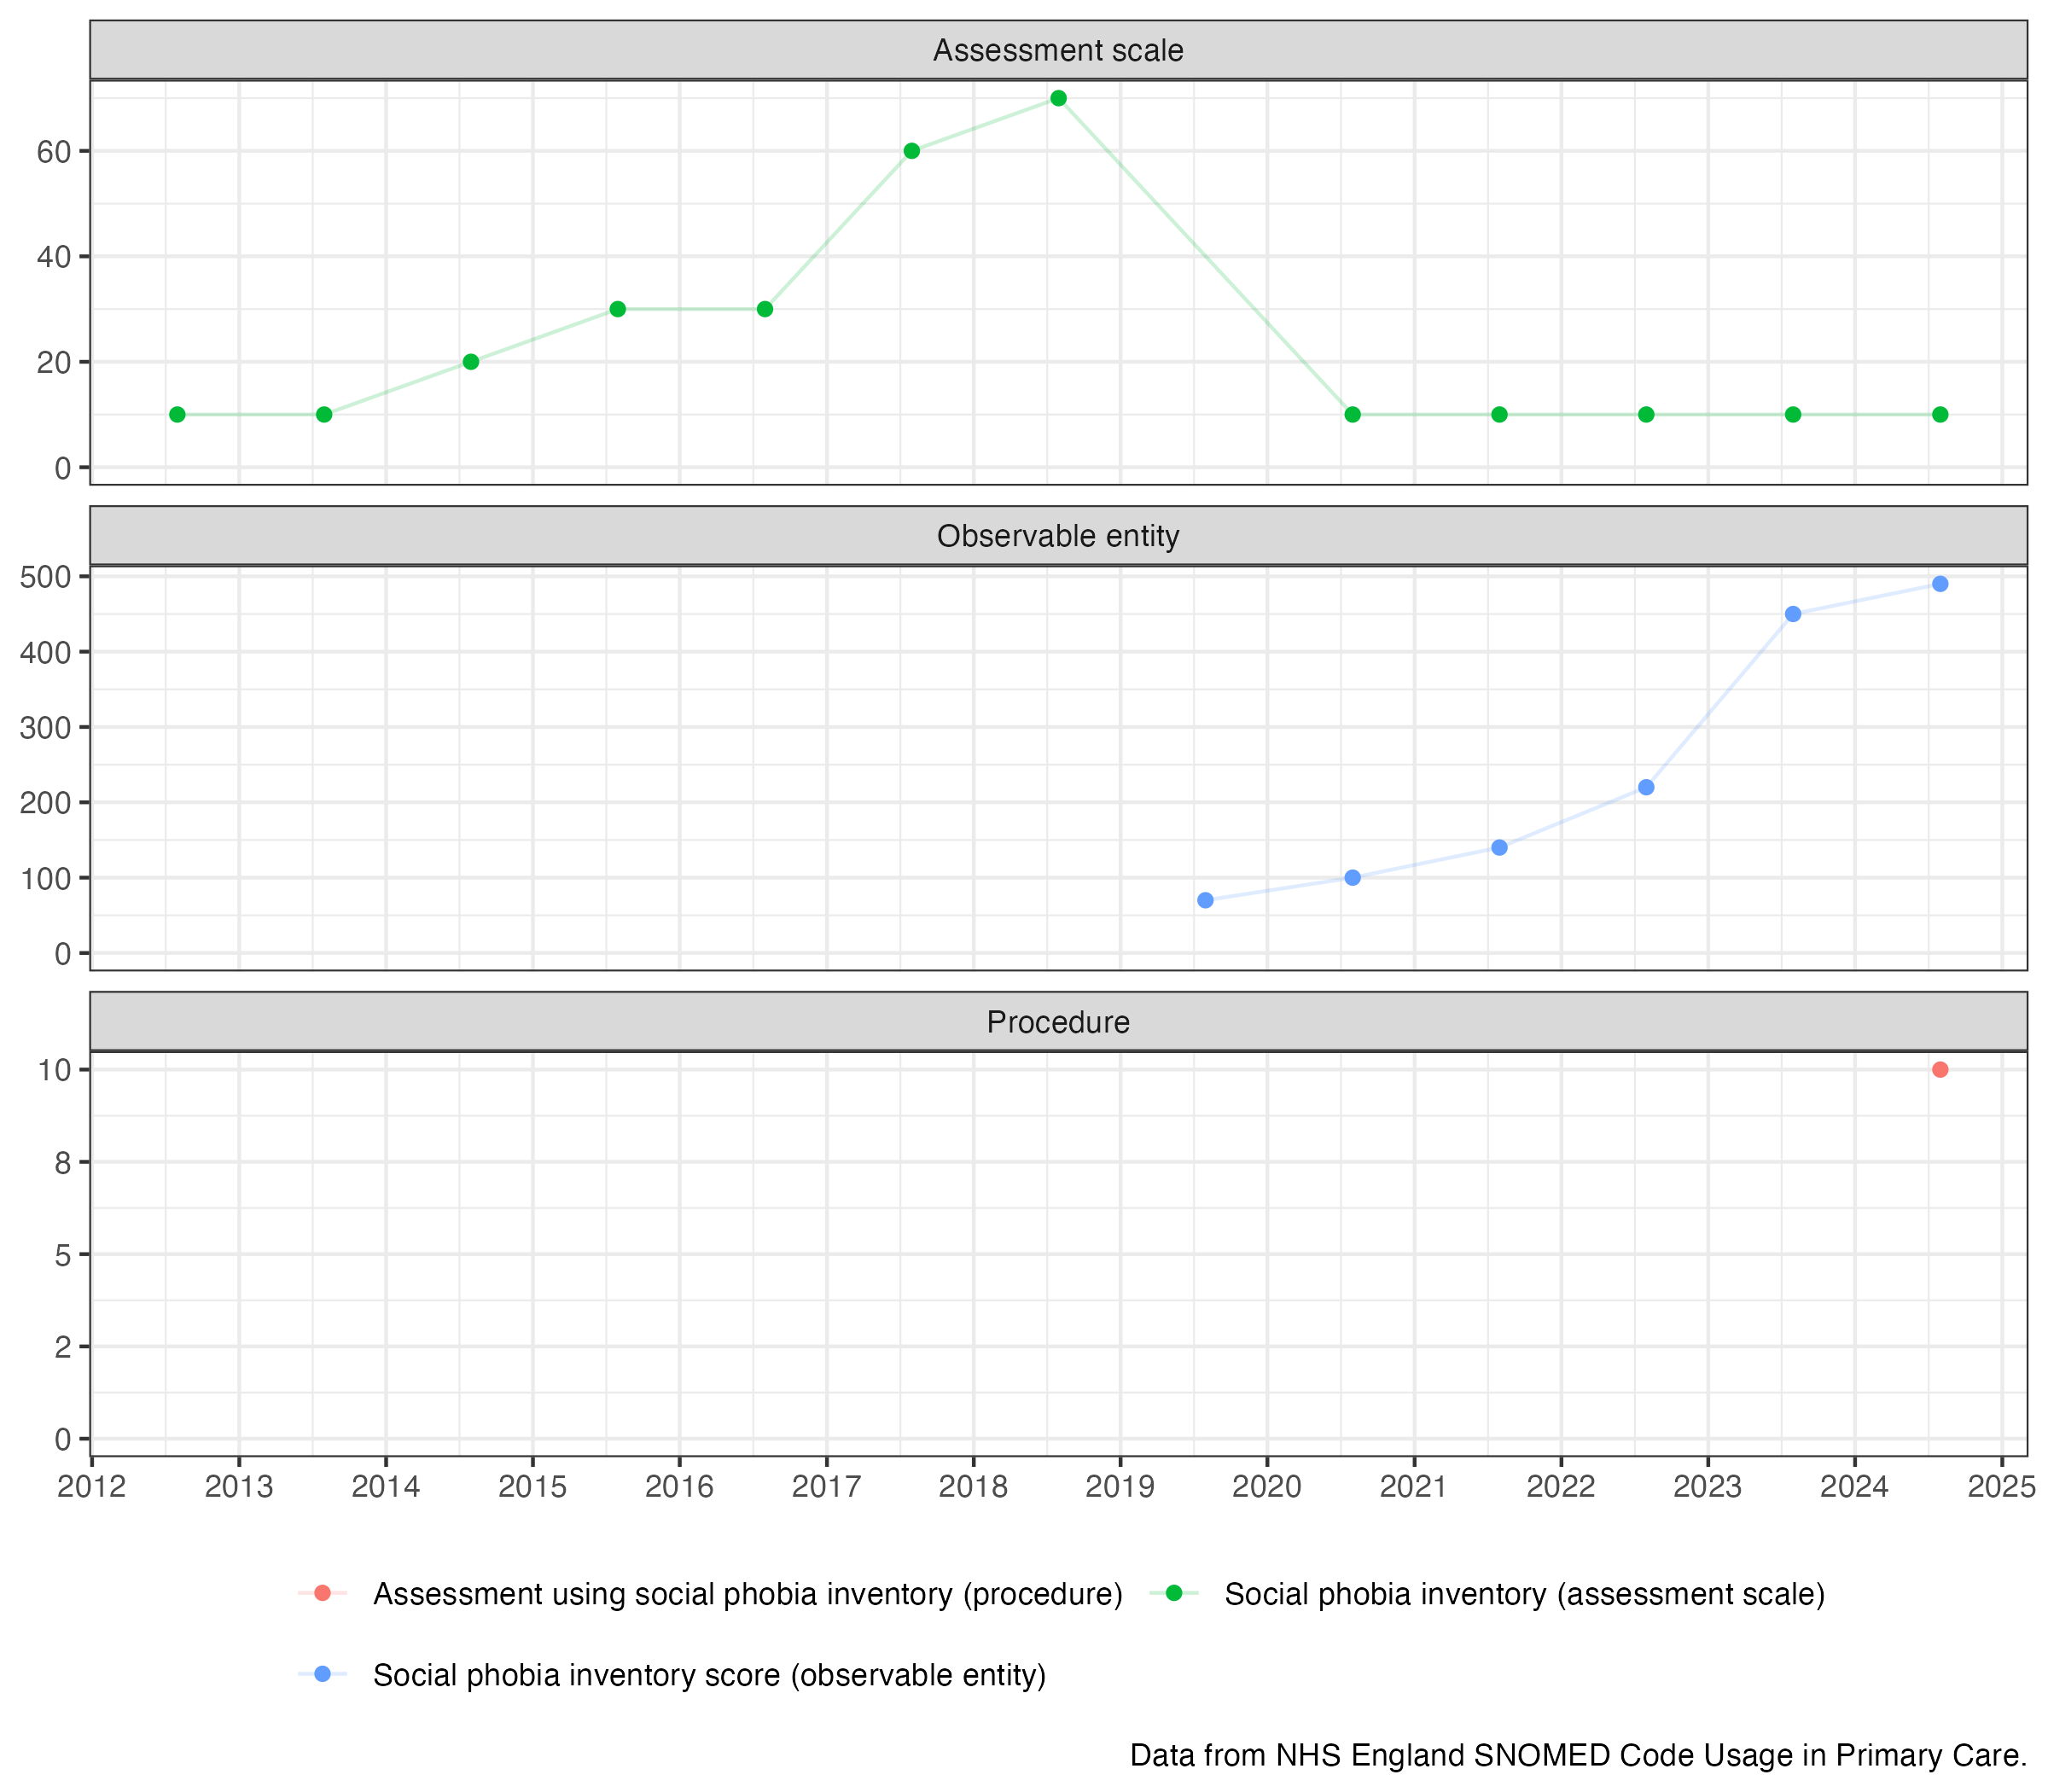 Assessment scale
60
40
20
0
Observable entity
500
400
300
200
100
0
Procedure
10
8
5
2
0
2012 2013 2014 2015 2016 2017 2018 2019 2020 2021 2022 2023 2024 2025
Assessment using social phobia inventory (procedure) Social phobia inventory (assessment scale)
Social phobia inventory score (observable entity)
Data from NHS England SNOMED Code Usage in Primary Care.